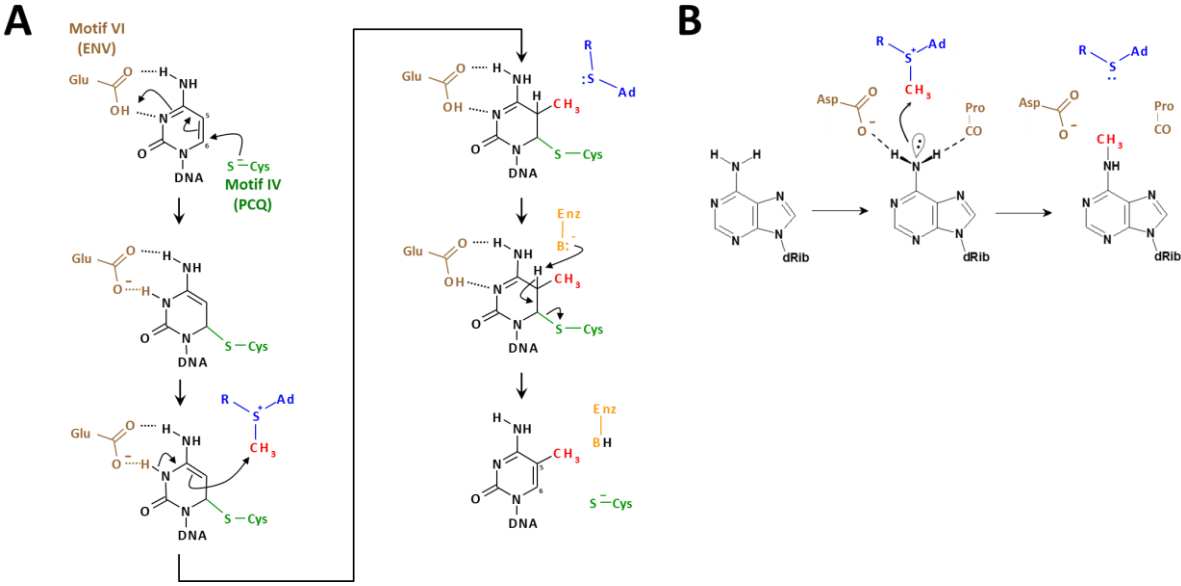 A
Motif VI
(ENV)
Glu
O
H
OH
NH
N
5
6
O
N
DNA
S − Cys
Motif IV
(PCQ)
Glu
O
H
O −
H
NH
N
O
N
S Cys
DNA
R
S +
Ad
CH3
Glu
O
H
O −
H
NH
N
O
N
S Cys
DNA
R
:S
Ad
Glu
O
H
OH
NH
H
CH3
N
O
N
S Cys
DNA
Enz
B: −
Glu
O
H
OH
NH
H
CH3
N
O
N
S Cys
DNA
Enz
BH
H
NH
CH3
N
5
6
O
N
DNA
S − Cys
B
H
H
N
N
N
N
N
dRib
R
S +
Ad
CH3
Asp
O
O −
Pro
CO
H
:
H
N
N
N
N
N
dRib
R
Ad
S
..
Asp
O
O −
Pro
CO
CH3
NH
N
N
N
N
dRib